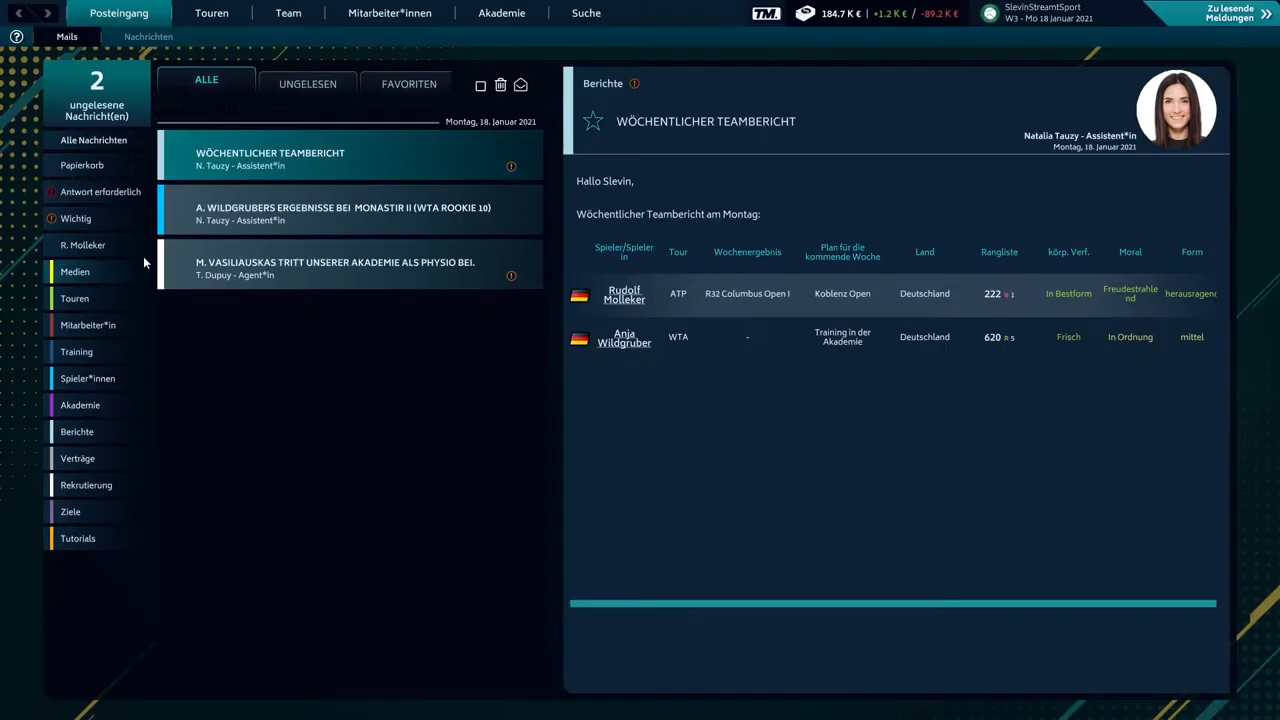 Posteingang
Touren
Team
Mitarbeiter*innen
Akademie
Suche
TM.
184.7 K € | +1.2 K € / -89.2 K €
SlevinStreamtSport
W3 - Mo 18 Januar 2021
Zu lesende
Meldungen
Mails
Nachrichten
2
ungelesene
Nachricht(en)
Alle Nachrichten
Papierkorb
Antwort erforderlich
Wichtig
R. Molleker
Medien
Touren
Mitarbeiter*in
Training
Spieler*innen
Akademie
Berichte
Verträge
Rekrutierung
Ziele
Tutorials
ALLE
UNGELESEN
FAVORITEN
Montag, 18. Januar 2021
WÖCHENTLICHER TEAMBERICHT
N. Tauzy - Assistent*in
A. WILDGRUBERS ERGEBNISSE BEI MONASTIR II (WTA ROOKIE 10)
N. Tauzy - Assistent*in
M. VASILIAUSKAS TRITT UNSERER AKADEMIE ALS PHYSIO BEI.
T. Dupuy - Agent*in
Berichte
WÖCHENTLICHER TEAMBERICHT
Natalia Tauzy - Assistent*in
Montag, 18. Januar 2021
Hallo Slevin,
Wöchentlicher Teambericht am Montag:
Spieler/Spieler
in
Tour
Wochenergebnis
Plan für die
kommende Woche
Land
Rangliste
körp. Verf.
Moral
Form
Rudolf
Molleker
ATP
R32 Columbus Open I
Koblenz Open
Deutschland
222 1
In Bestform
Freudestrahle
nd
herausragend
Anja
Wildgruber
WTA
-
Training in der
Akademie
Deutschland
620 5
Frisch
In Ordnung
mittel